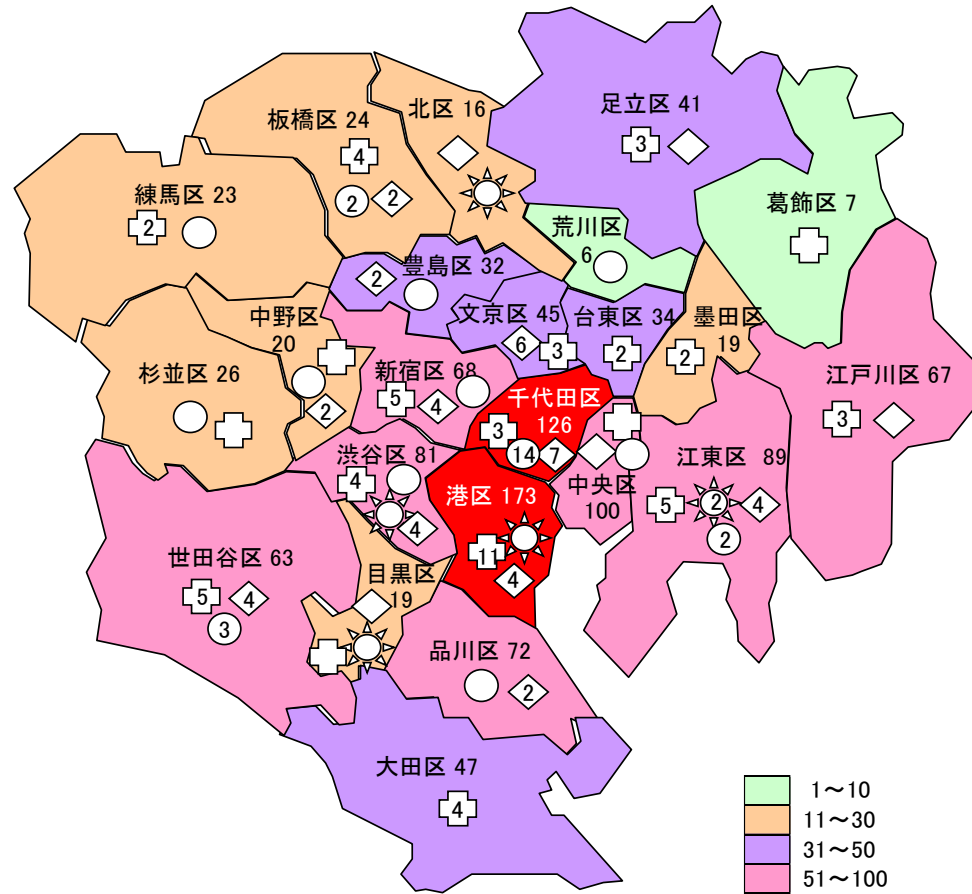 北区 16
足立区 41
板橋区 24
3
4
練馬区 23
葛飾区 7
2
2
2
荒川区
6
豊島区 32
2
文京区 45
台東区 34
墨田区
19
中野区
20
6
3
2
2
杉並区 26
新宿区 68
江戸川区 67
5
4
2
千代田区
126
3
14
7
3
渋谷区 81
江東区 89
4
中央区
100
港区 173
5
2
4
4
2
11
世田谷区 63
目黒区
19
4
5
4
3
品川区 72
2
大田区 47
4
1~10
11~30
31~50
51~100